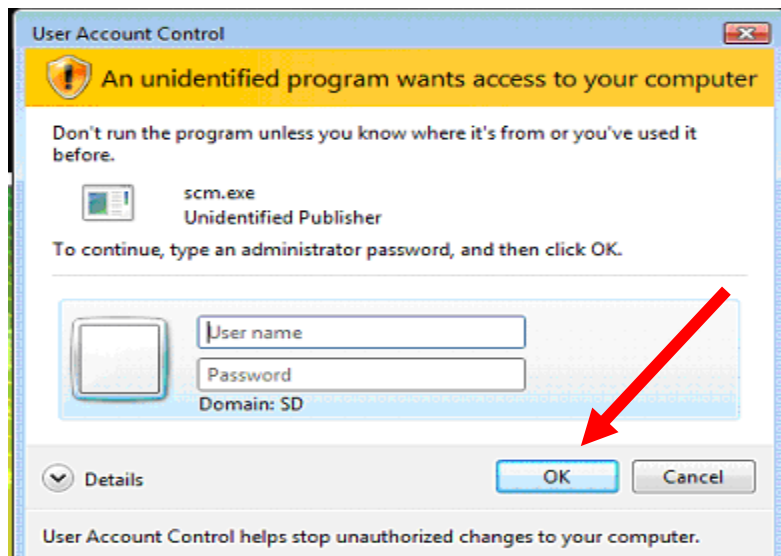 User Account Control
An unidentified program wants access to your computer
Don't run the program unless you know where it's from or you've used it
before.
scm.exe
Unidentified Publisher
To continue, type an administrator password, and then click OK.
User name
Password
Domain: SD
Details
OK
Cancel
User Account Control helps stop unauthorized changes to your computer.